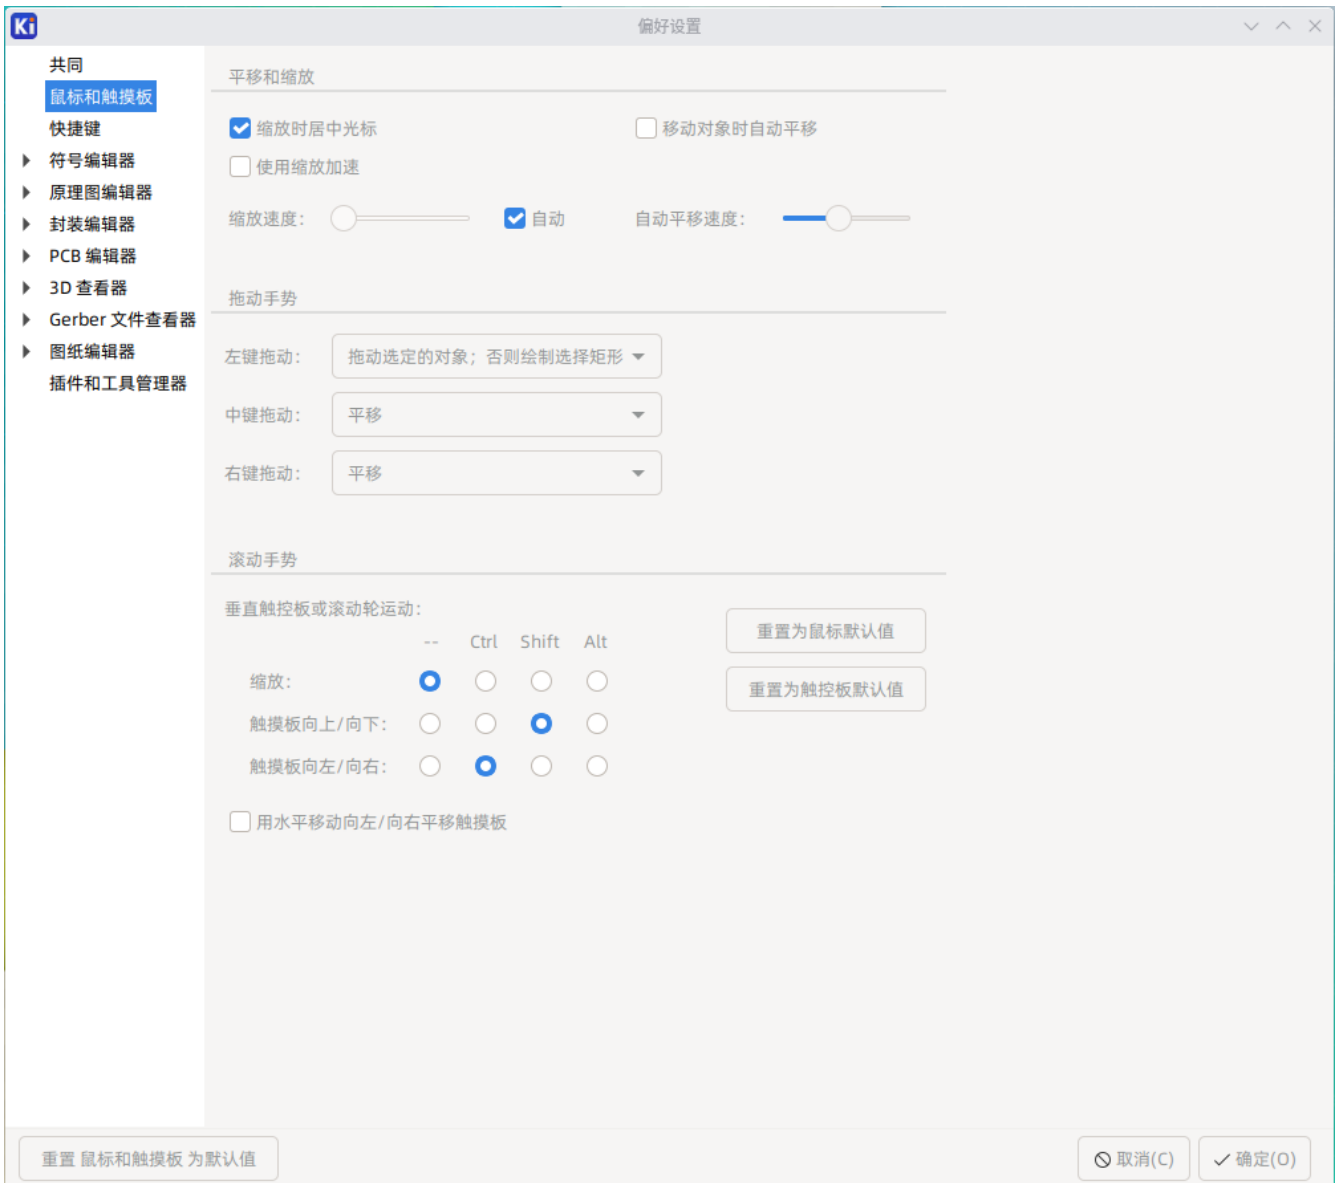 Ki
偏好设置
共同
鼠标和触摸板
快捷键
符号编辑器
原理图编辑器
封装编辑器
PCB 编辑器
3D 查看器
Gerber 文件查看器
图纸编辑器
插件和工具管理器
平移和缩放
缩放时居中光标 移动对象时自动平移
使用缩放加速
缩放速度: 自动 自动平移速度:
拖动手势
左键拖动: 拖动选定的对象；否则绘制选择矩形
中键拖动: 平移
右键拖动: 平移
滚动手势
垂直触控板或滚动轮运动:
-- Ctrl Shift Alt
重置为鼠标默认值
缩放:
重置为触控板默认值
触摸板向上/向下:
触摸板向左/向右:
用水平移动向左/向右平移触摸板
重置 鼠标和触摸板 为默认值 取消(C) 确定(O)